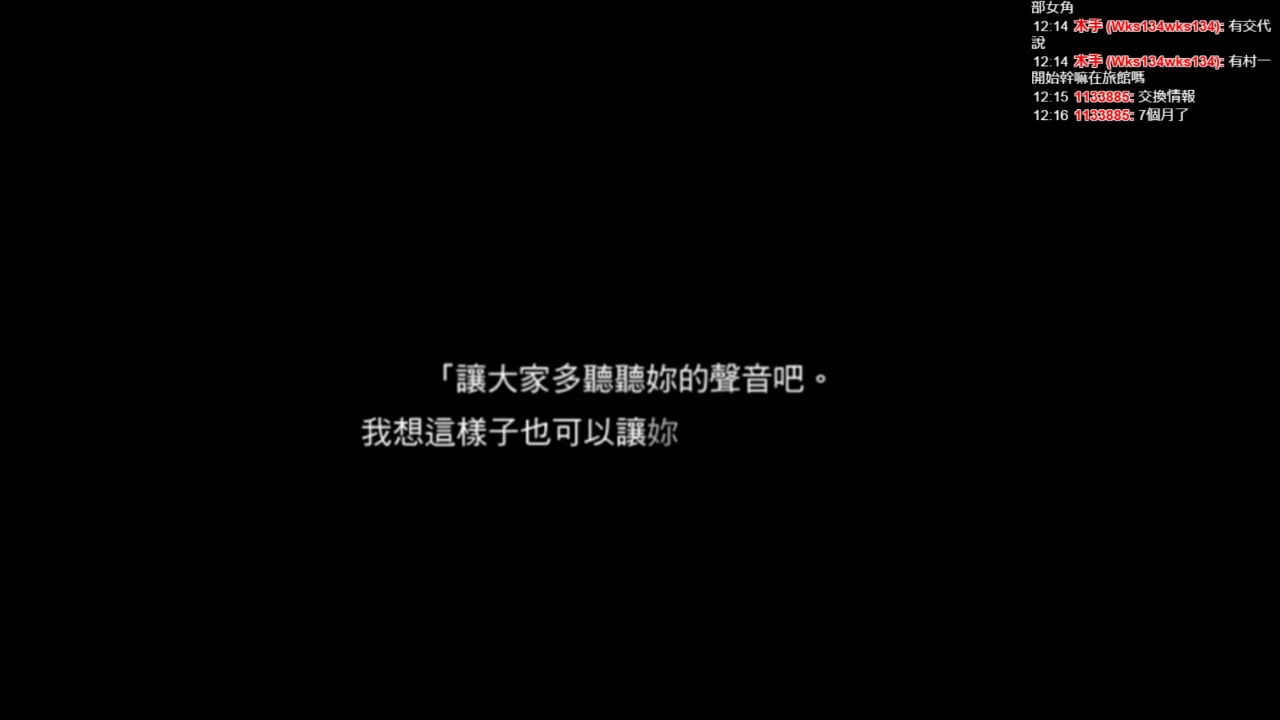 部女角
12:14 木手 (Wks134wks134): 有交代
說
12:14 木手 (Wks134wks134): 有村一
開始幹嘛在旅館嗎
12:15 1133885: 交換情報
12:16 1133885: 7個月了
「讓大家多聽聽妳的聲音吧。
我想這樣子也可以讓妳